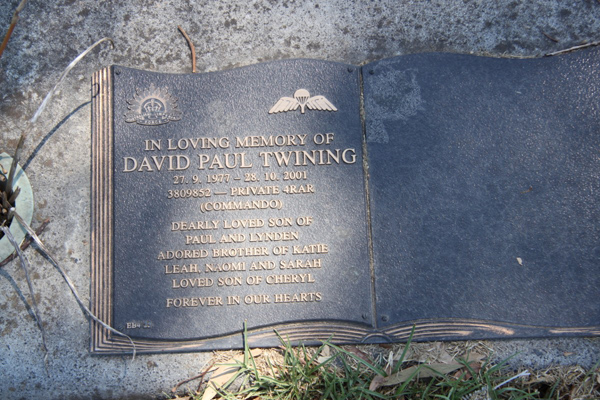 IN LOVING MEMORY OF
DAVID PAUL TWINING
27. 9. 1977 – 28. 10. 2001
3809852 — PRIVATE 4RAR
(COMMANDO)
DEARLY LOVED SON OF
PAUL AND LYNDEN
ADORED BROTHER OF KATIE
LEAH, NAOMI AND SARAH
LOVED SON OF CHERYL
FOREVER IN OUR HEARTS